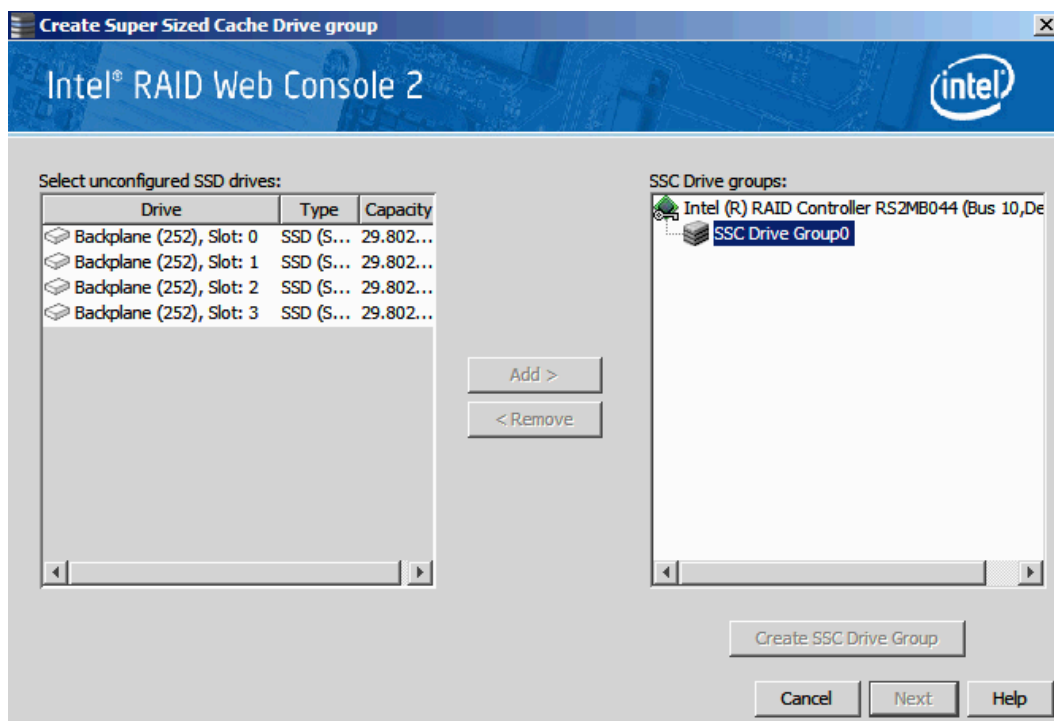 Create Super Sized Cache Drive group
Intel® RAID Web Console 2
intel
Select unconfigured SSD drives:
Drive Type Capacity
Backplane (252), Slot: 0 SSD (S... 29.802...
Backplane (252), Slot: 1 SSD (S... 29.802...
Backplane (252), Slot: 2 SSD (S... 29.802...
Backplane (252), Slot: 3 SSD (S... 29.802...
Add >
< Remove
SSC Drive groups:
Intel (R) RAID Controller RS2MB044 (Bus 10,De
SSC Drive Group0
Create SSC Drive Group
Cancel Next Help